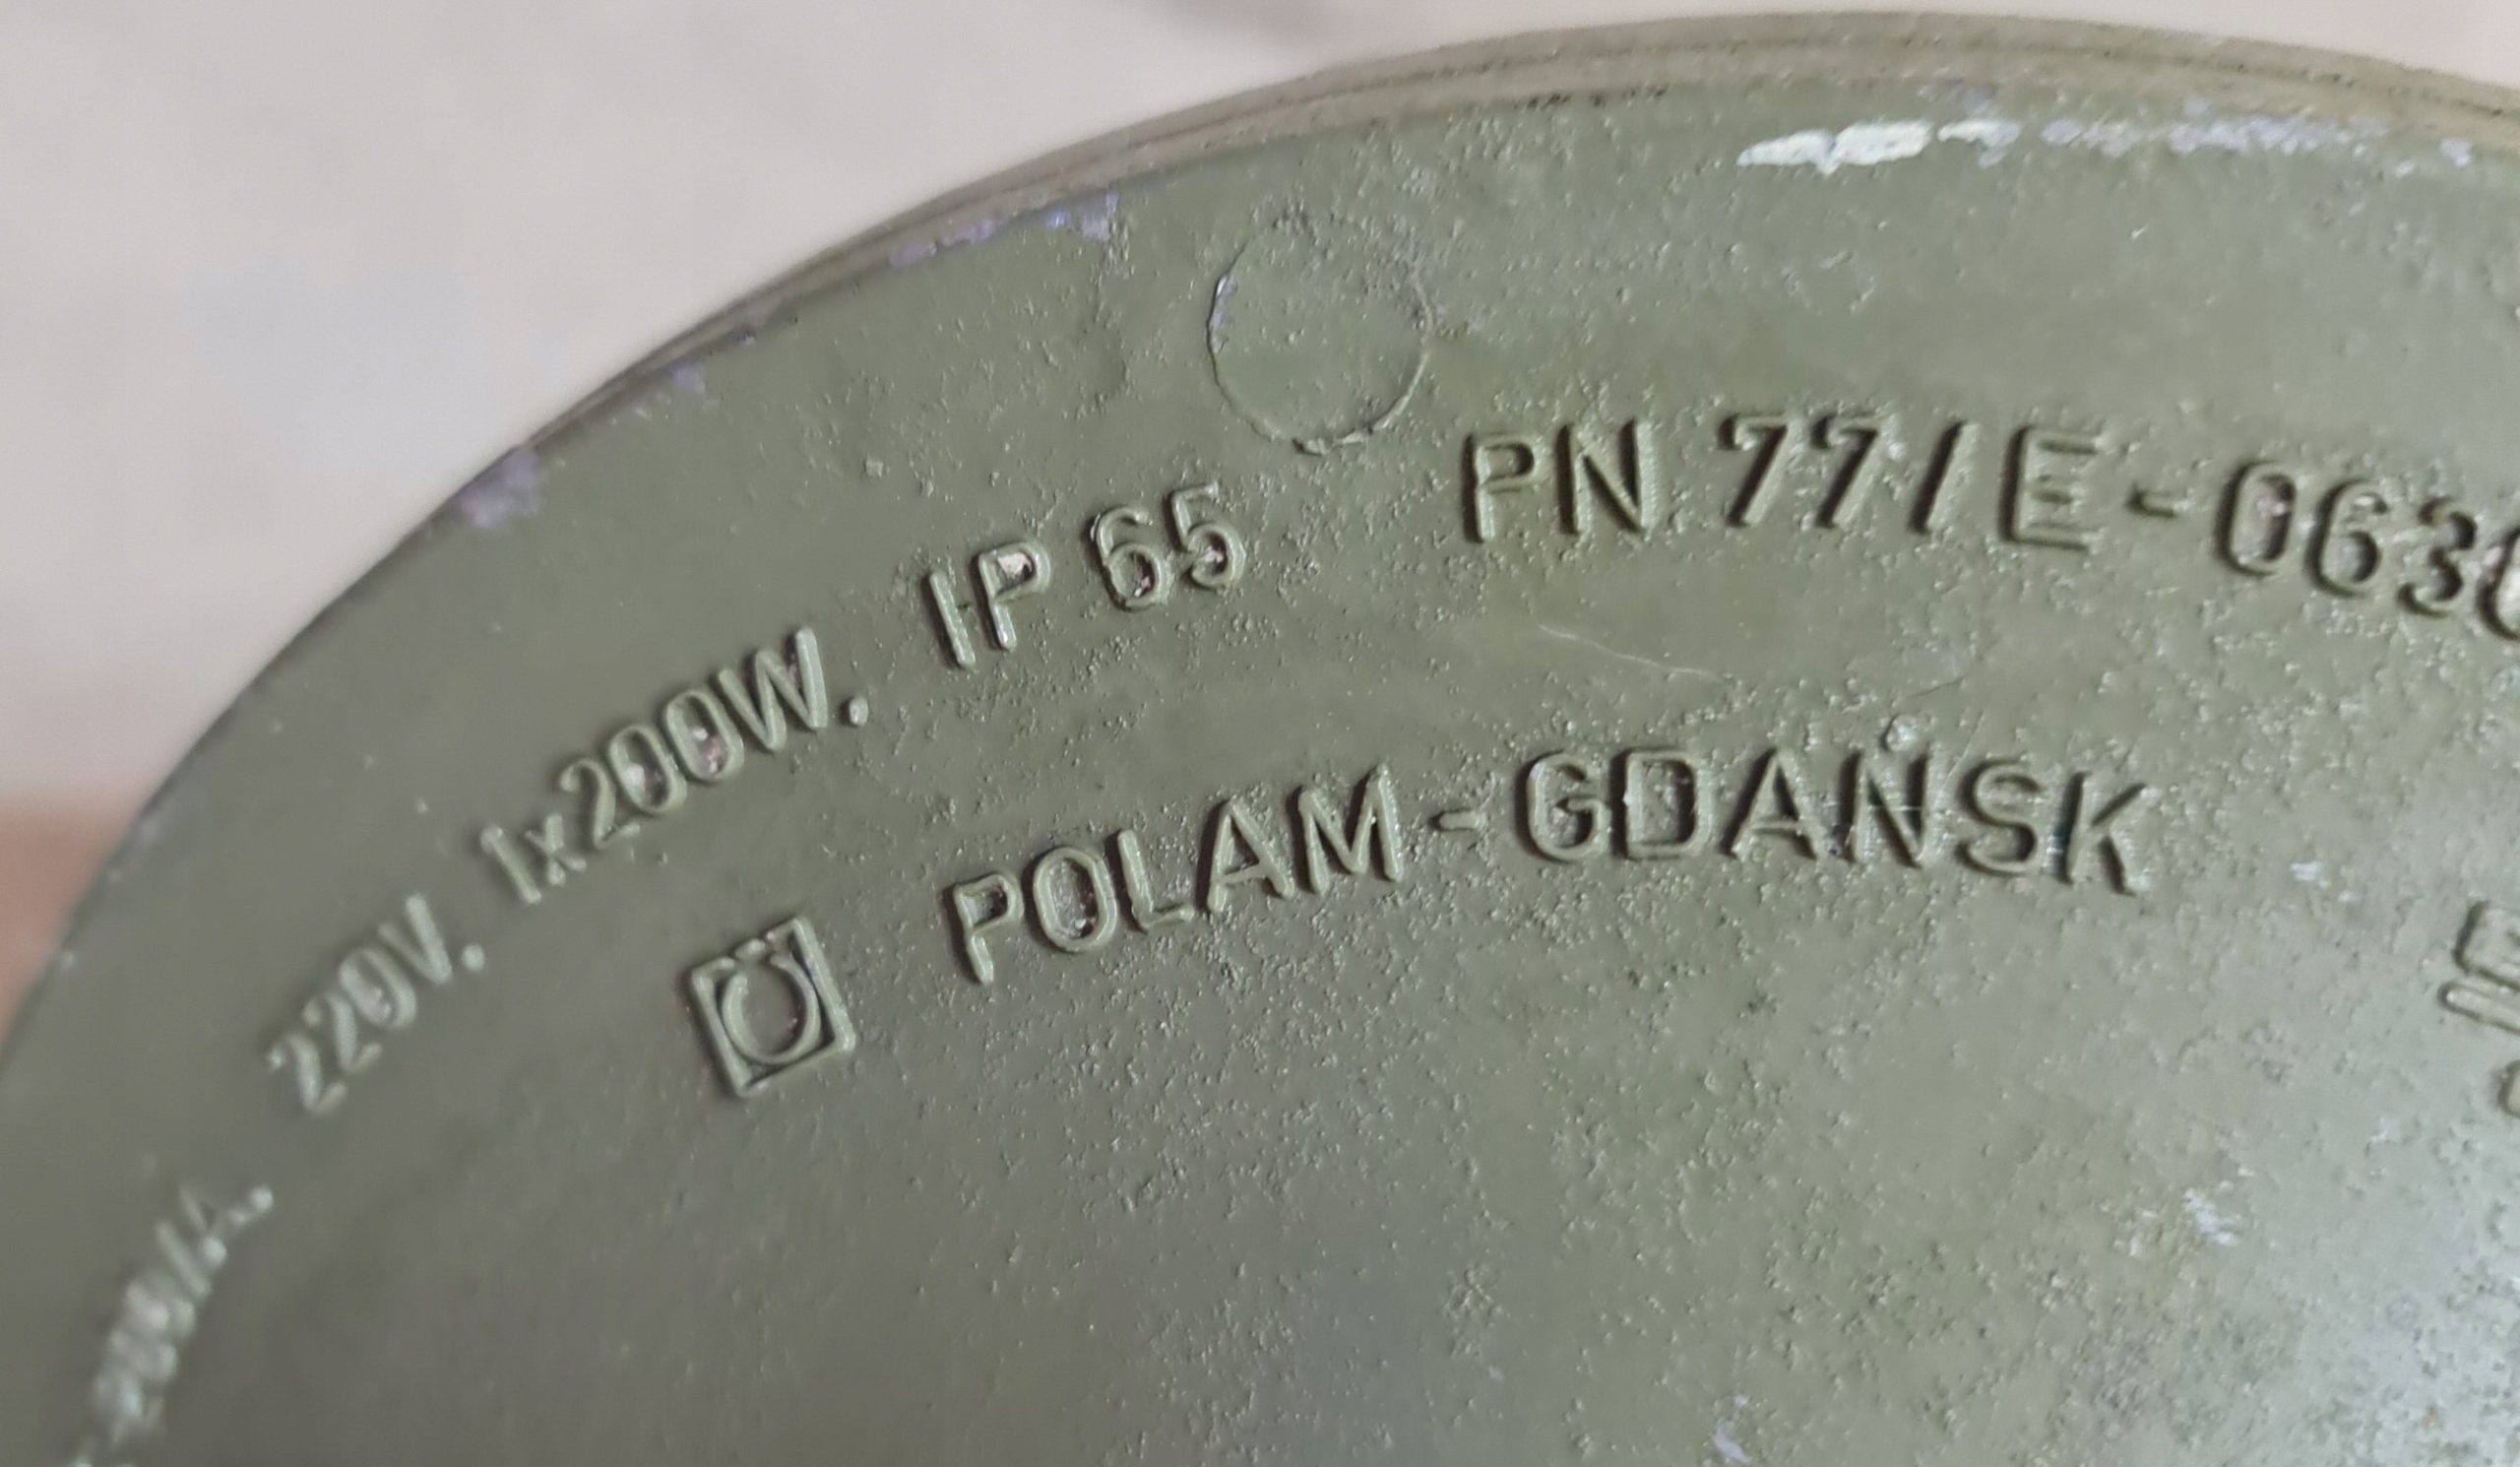 220V. 1x200W. IP 65 PN 77/E-063
POLAM-GDAŃSK